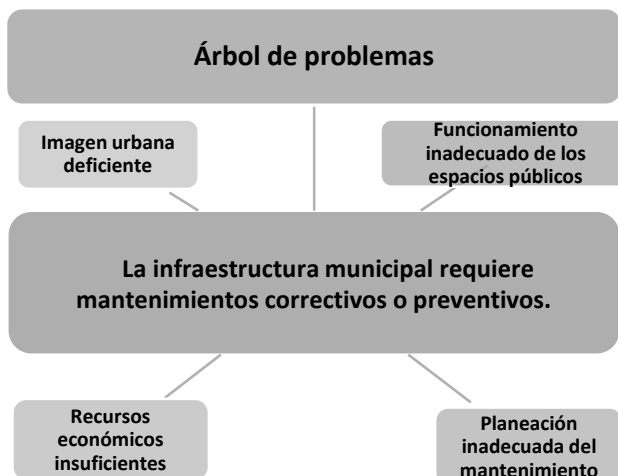 Árbol de problemas
Imagen urbana
deficiente
Funcionamiento
inadecuado de los
espacios públicos
La infraestructura municipal requiere
mantenimientos correctivos o preventivos.
Recursos
económicos
insuficientes
Planeación
inadecuada del
mantenimiento